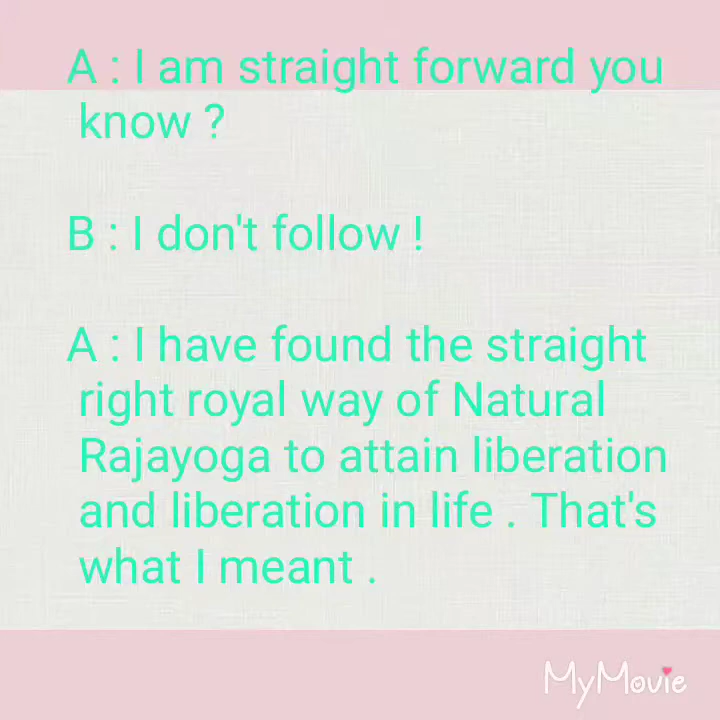 A : I am straight forward you
know ?
B : I don't follow !
A : I have found the straight
right royal way of Natural
Rajayoga to attain liberation
and liberation in life . That's
what I meant .
MyMovie